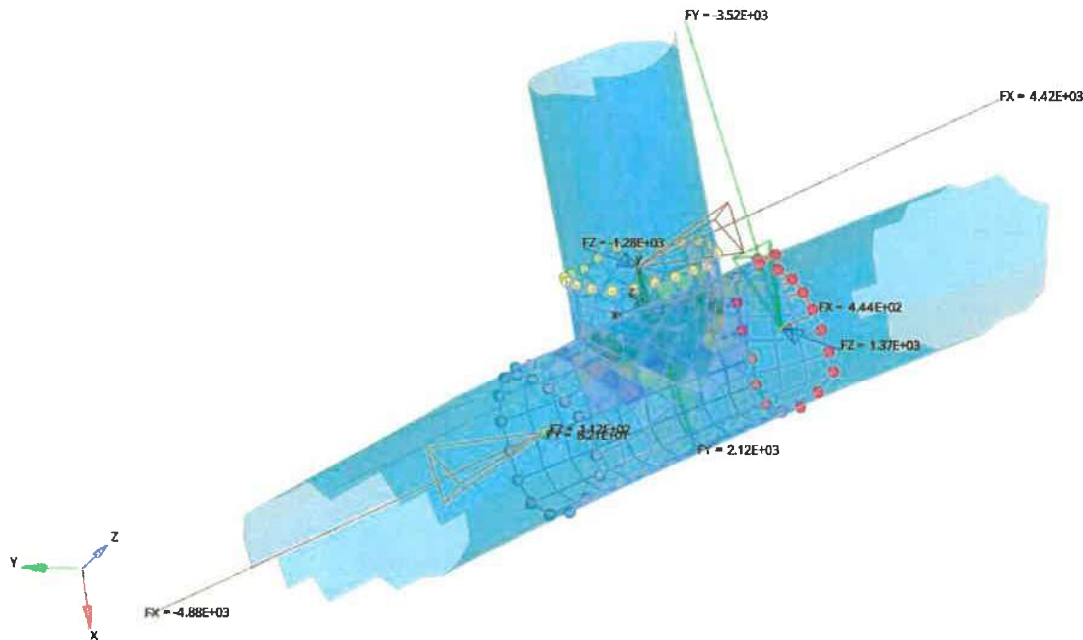 FY = -3.52E+03
FX = 4.42E+03
FZ = -1.28E+03
Z
X
FX = 4.44E+02
FZ = 1.37E+03
FY = 2.12E+03
Z
Y
X
FX = -4.88E+03